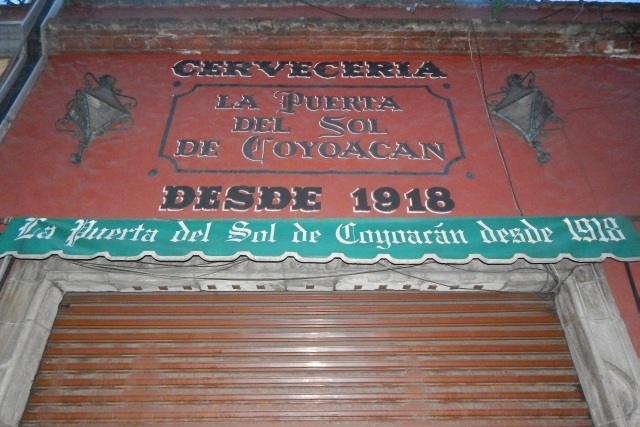 CERVECERIA
LA PUERTA
DEL SOL
DE COYOACAN
DESDE 1918
La Puerta del Sol de Coyoacán desde 1918